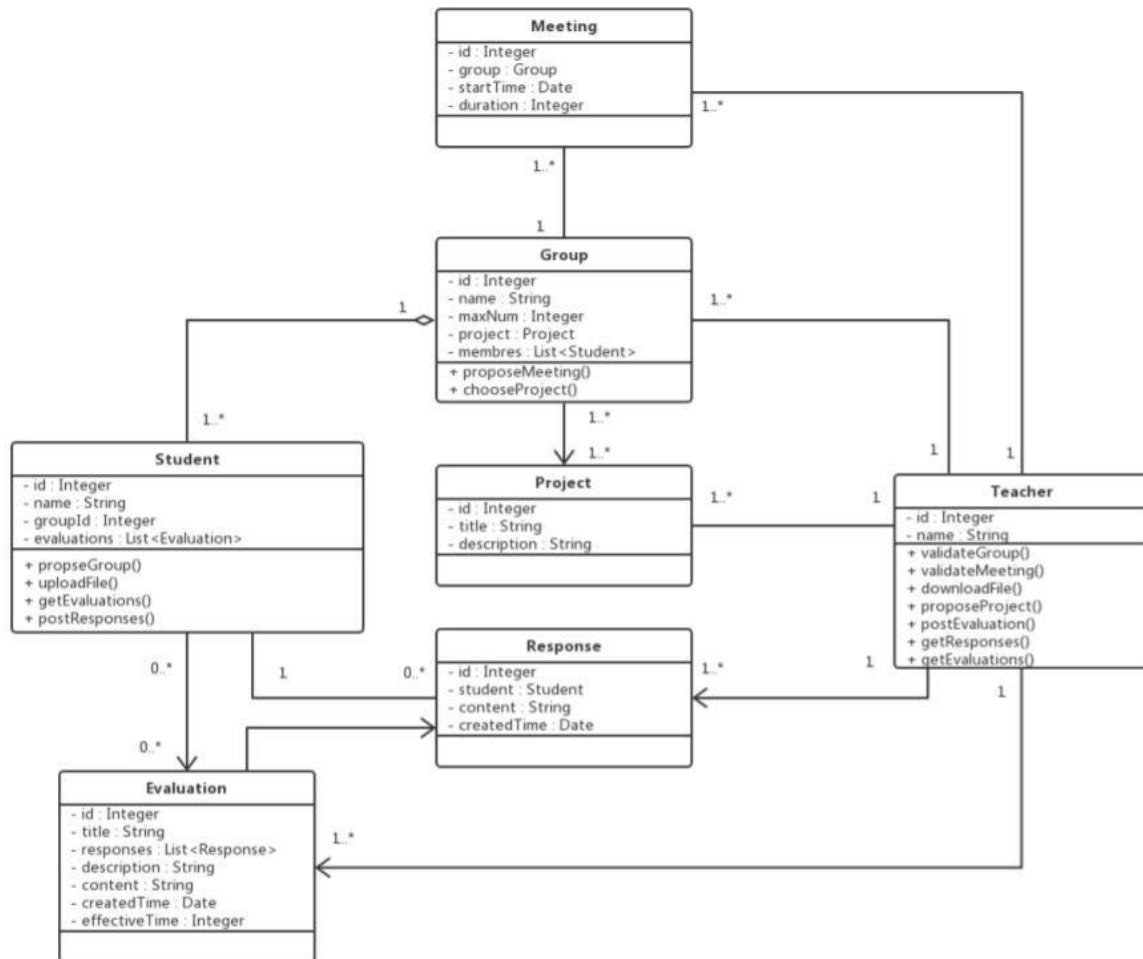 Meeting
- id : Integer
- group : Group
- startTime : Date
- duration : Integer
1..*
1..*
1
Group
- id : Integer
- name : String
- maxNum : Integer
- project : Project
- membres : List<Student>
+ proposeMeeting()
+ chooseProject()
1
1..*
1..*
1..*
1..*
Student
- id : Integer
- name : String
- groupId : Integer
- evaluations : List<Evaluation>
+ propseGroup()
+ uploadFile()
+ getEvaluations()
+ postResponses()
Project
- id : Integer
- title : String
- description : String
1..*
1
1
1
Teacher
- id : Integer
- name : String
+ validateGroup()
+ validateMeeting()
+ downloadFile()
+ proposeProject()
+ postEvaluation()
+ getResponses()
+ getEvaluations()
Response
- id : Integer
- student : Student
- content : String
- createdTime : Date
0..*
1
0..*
1..*
1
1
0..*
Evaluation
- id : Integer
- title : String
- responses : List<Response>
- description : String
- content : String
- createdTime : Date
- effectiveTime : Integer
1..*